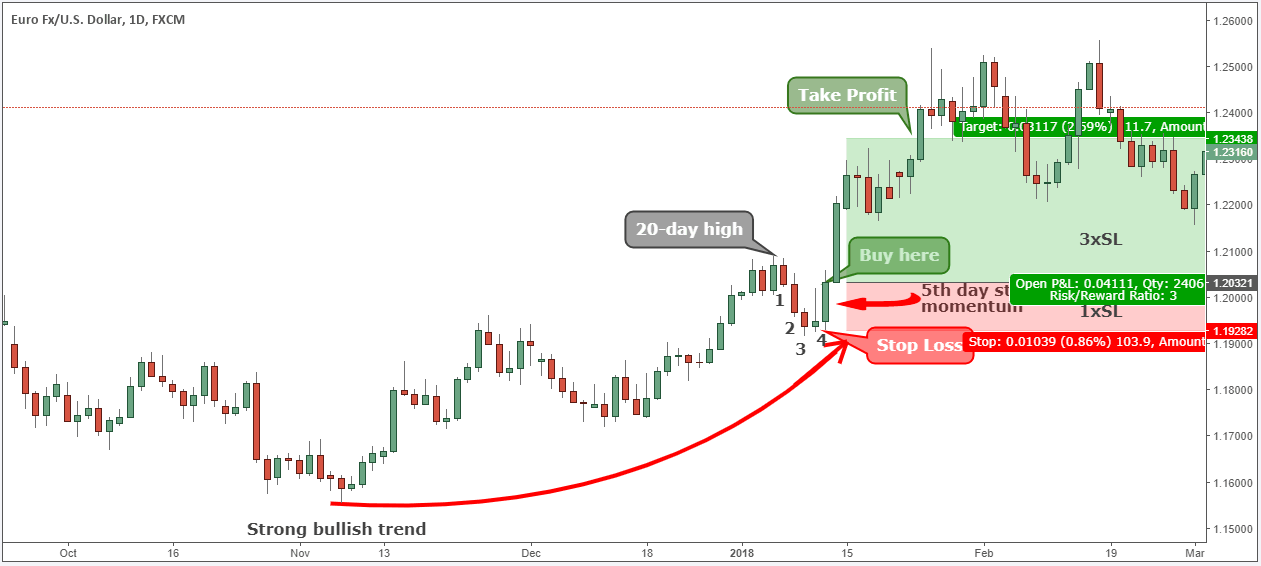 Euro Fx/U.S. Dollar, 1D, FXCM
1.26000
1.25000
Take Profit
1.24000
Target: 0.03117 (2.59%) 311.7, Amount
1.23438
1.23160
20-day high
1.22000
3xSL
Buy here
1.21000
Open P&L: 0.04111, Qty: 2406
Risk/Reward Ratio: 3
1.20321
5th day
momentum
1.20000
1
1xSL
2
1.19282
4
Stop Loss
Stop: 0.01039 (0.86%) 103.9, Amount
3
1.19000
1.18000
1.17000
1.16000
Strong bullish trend
1.15000
Oct 16 Nov 13 Dec 18 2018 15 Feb 19 Mar